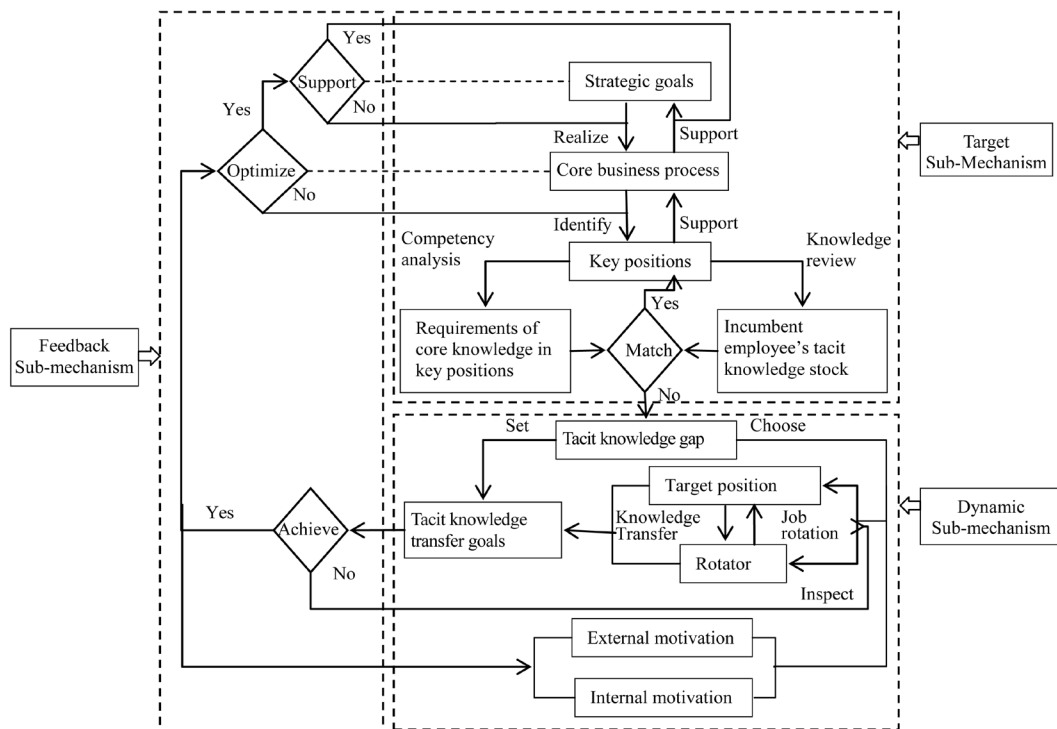 Yes
Support
No
Strategic goals
Yes
Realize
Support
Target
Sub-Mechanism
Optimize
No
Core business process
Identify
Support
Competency
analysis
Key positions
Knowledge
review
Yes
Feedback
Sub-mechanism
Requirements of
core knowledge in
key positions
Match
Incumbent
employee's tacit
knowledge stock
No
Set
Tacit knowledge gap
Choose
Target position
Yes
Achieve
Tacit knowledge
transfer goals
Knowledge
Transfer
Job
rotation
Dynamic
Sub-mechanism
No
Rotator
Inspect
External motivation
Internal motivation